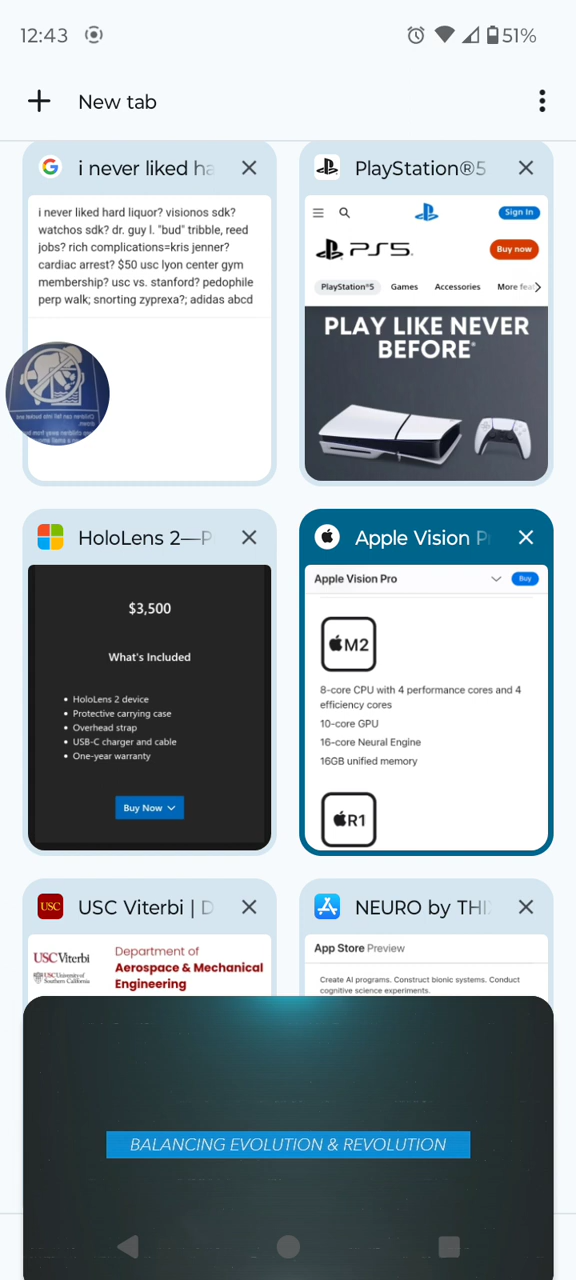 12:43
51%
New tab
i never liked ha
i never liked hard liquor? visionos sdk?
watchos sdk? dr. guy l. "bud" tribble, reed
jobs? rich complications=kris jenner?
cardiac arrest? $50 usc lyon center gym
membership? usc vs. stanford? pedophile
perp walk; snorting zyprexa?; adidas abcd
PlayStation®5
Sign In
PS5.
Buy now
PlayStation®5 Games Accessories More fea
PLAY LIKE NEVER
BEFORE
HoloLens 2—P
$3,500
What's Included
HoloLens 2 device
Protective carrying case
Overhead strap
USB-C charger and cable
One-year warranty
Buy Now
Apple Vision P
Apple Vision Pro
Buy
M2
8-core CPU with 4 performance cores and 4
efficiency cores
10-core GPU
16-core Neural Engine
16GB unified memory
R1
USC
USC Viterbi | D
USC Viterbi
USC University of
Southern California
Department of
Aerospace & Mechanical
Engineering
NEURO by THI
App Store Preview
Create AI programs. Construct bionic systems. Conduct
cognitive science experiments.
BALANCING EVOLUTION & REVOLUTION